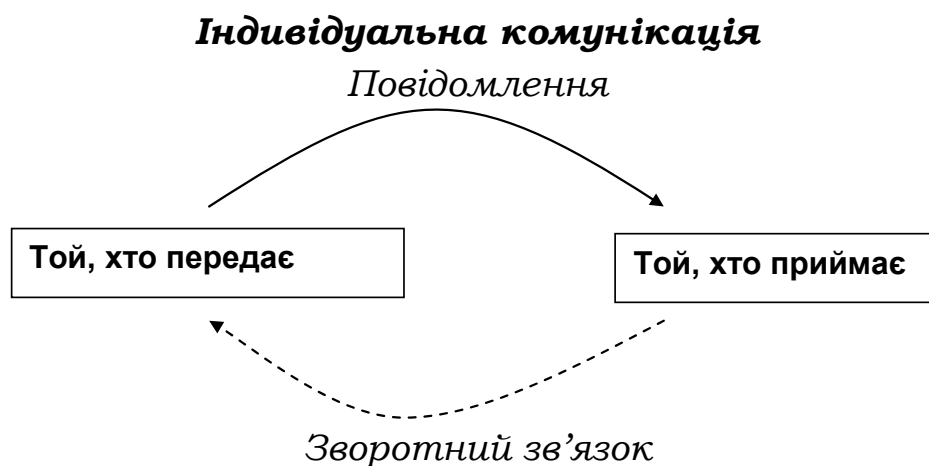 Індивідуальна комунікація
Повідомлення
Той, хто передає
Той, хто приймає
Зворотний зв’язок